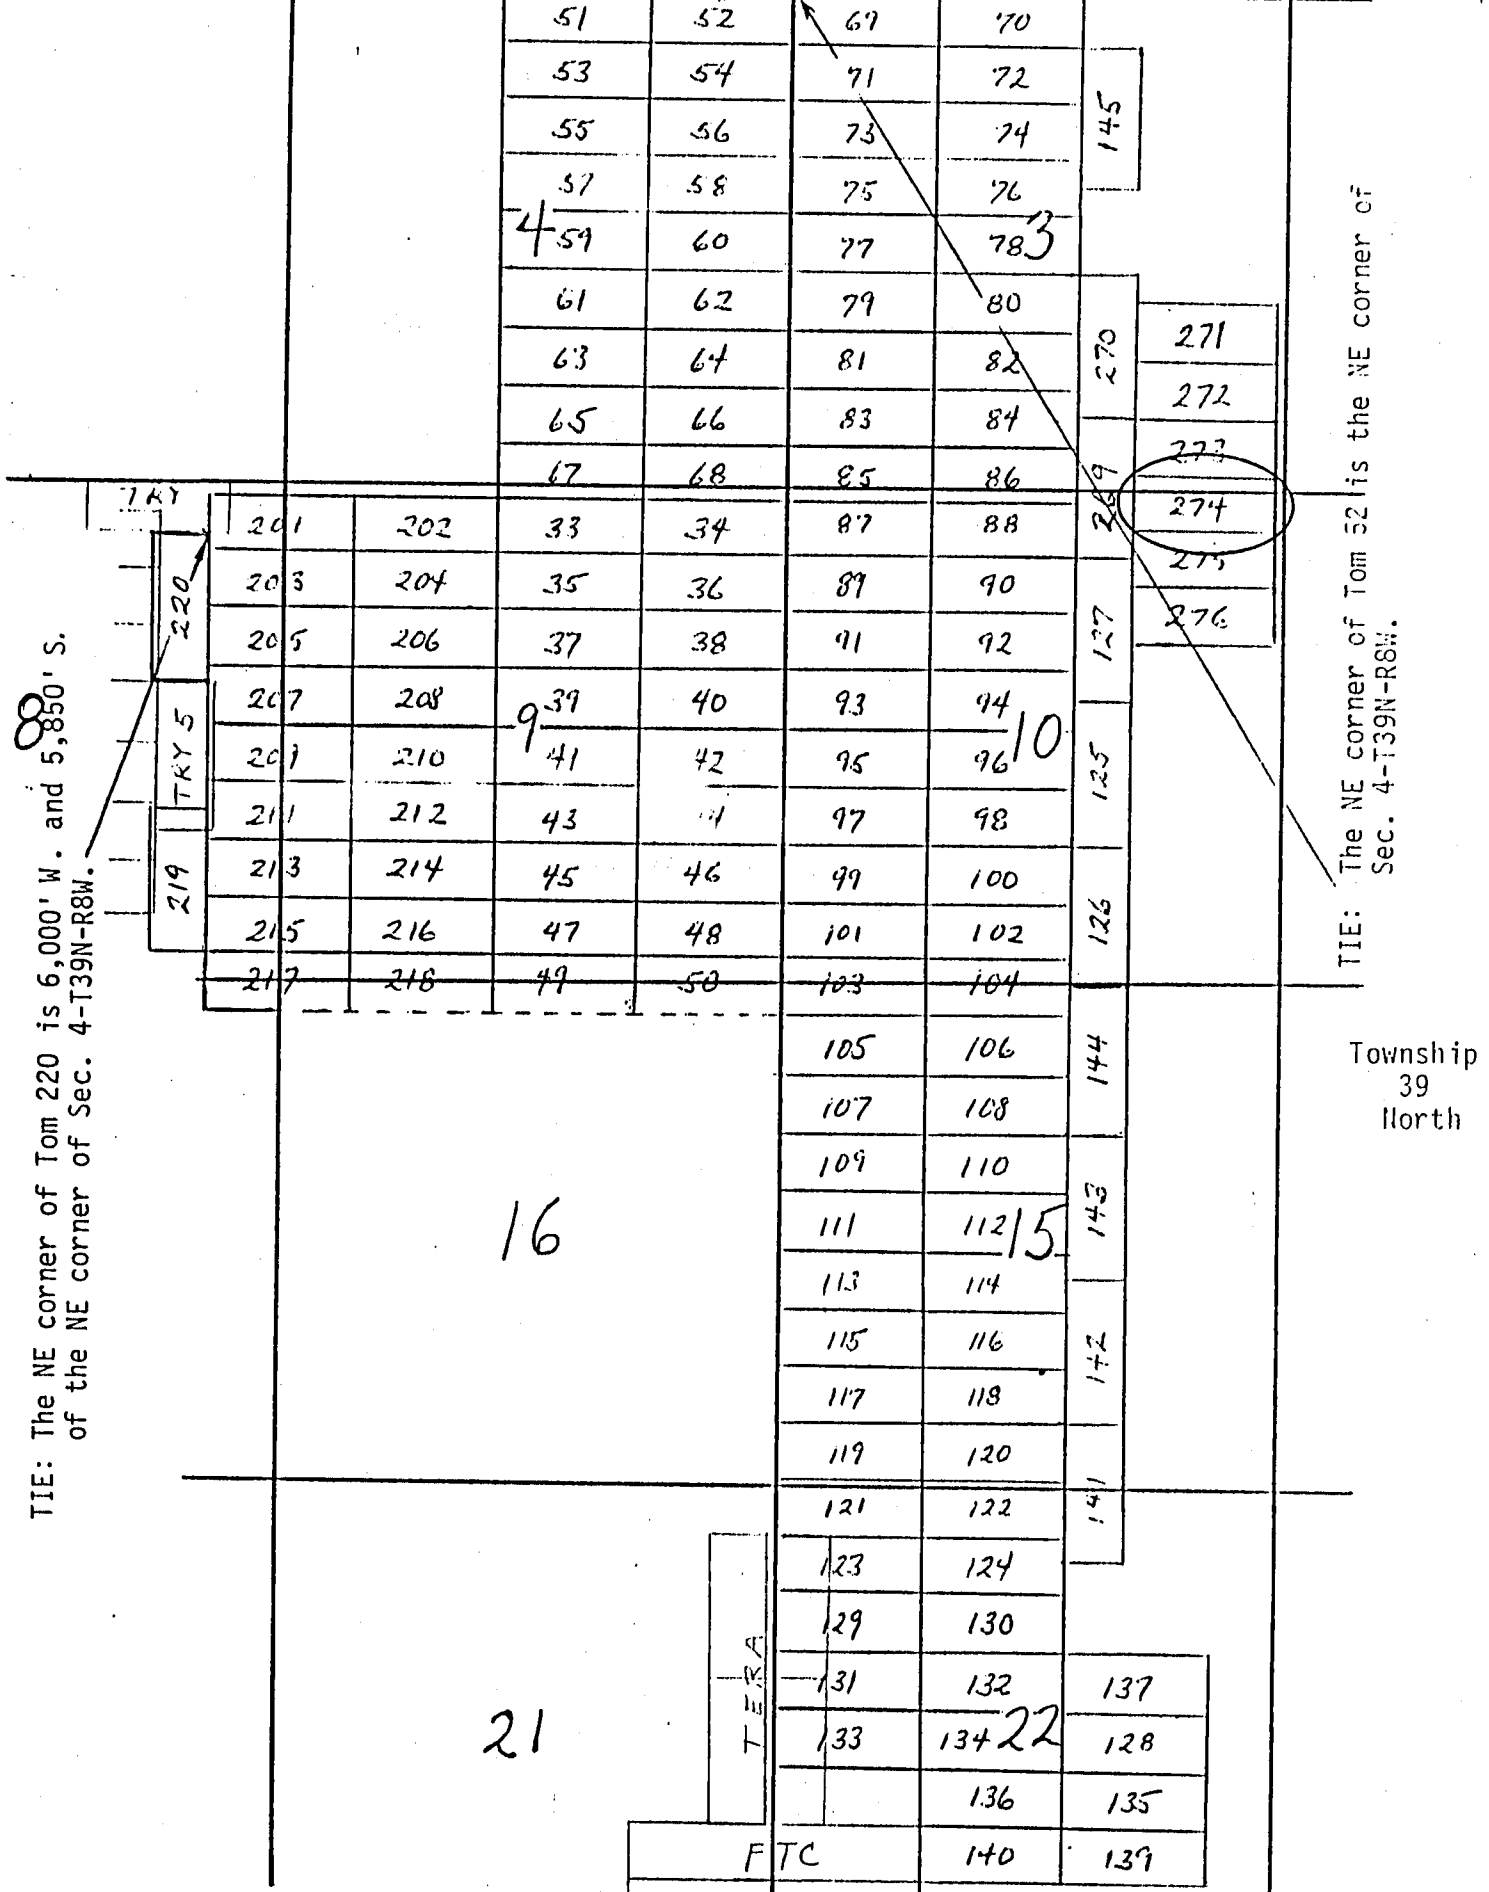 51 52 69 70
53 54 71 72
145
55 56 73 74
57 58 75 76
4 3
59 60 77 78
61 62 79 80
270 271
63 64 81 82
272
65 66 83 84
273
67 68 85 86
269
TRY
274
201 202 33 34 87 88
275
220
203 204 35 36 89 90
276
127
205 206 37 38 91 92
207 208 39 40 93 94
9 10
TRY 5
125
209 210 41 42 95 96
211 212 43 97 98
219
213 214 45 46 99 100
126
215 216 47 48 101 102
217 218 49 50 103 104
105 106
144
107 108
109 110
143
16
111 112 15
113 114
115 116
142
117 118
119 120
141
121 122
123 124
129 130
TERA
131 132 137
21
133 134 22 128
136 135
FTC 140 139
8
TIE: The NE corner of Tom 220 is 6,000' W. and 5,850' S.
of the NE corner of Sec. 4-T39N-R8W.
TIE: The NE corner of Tom 52 is the NE corner of
Sec. 4-T39N-R8W.
Township
39
North